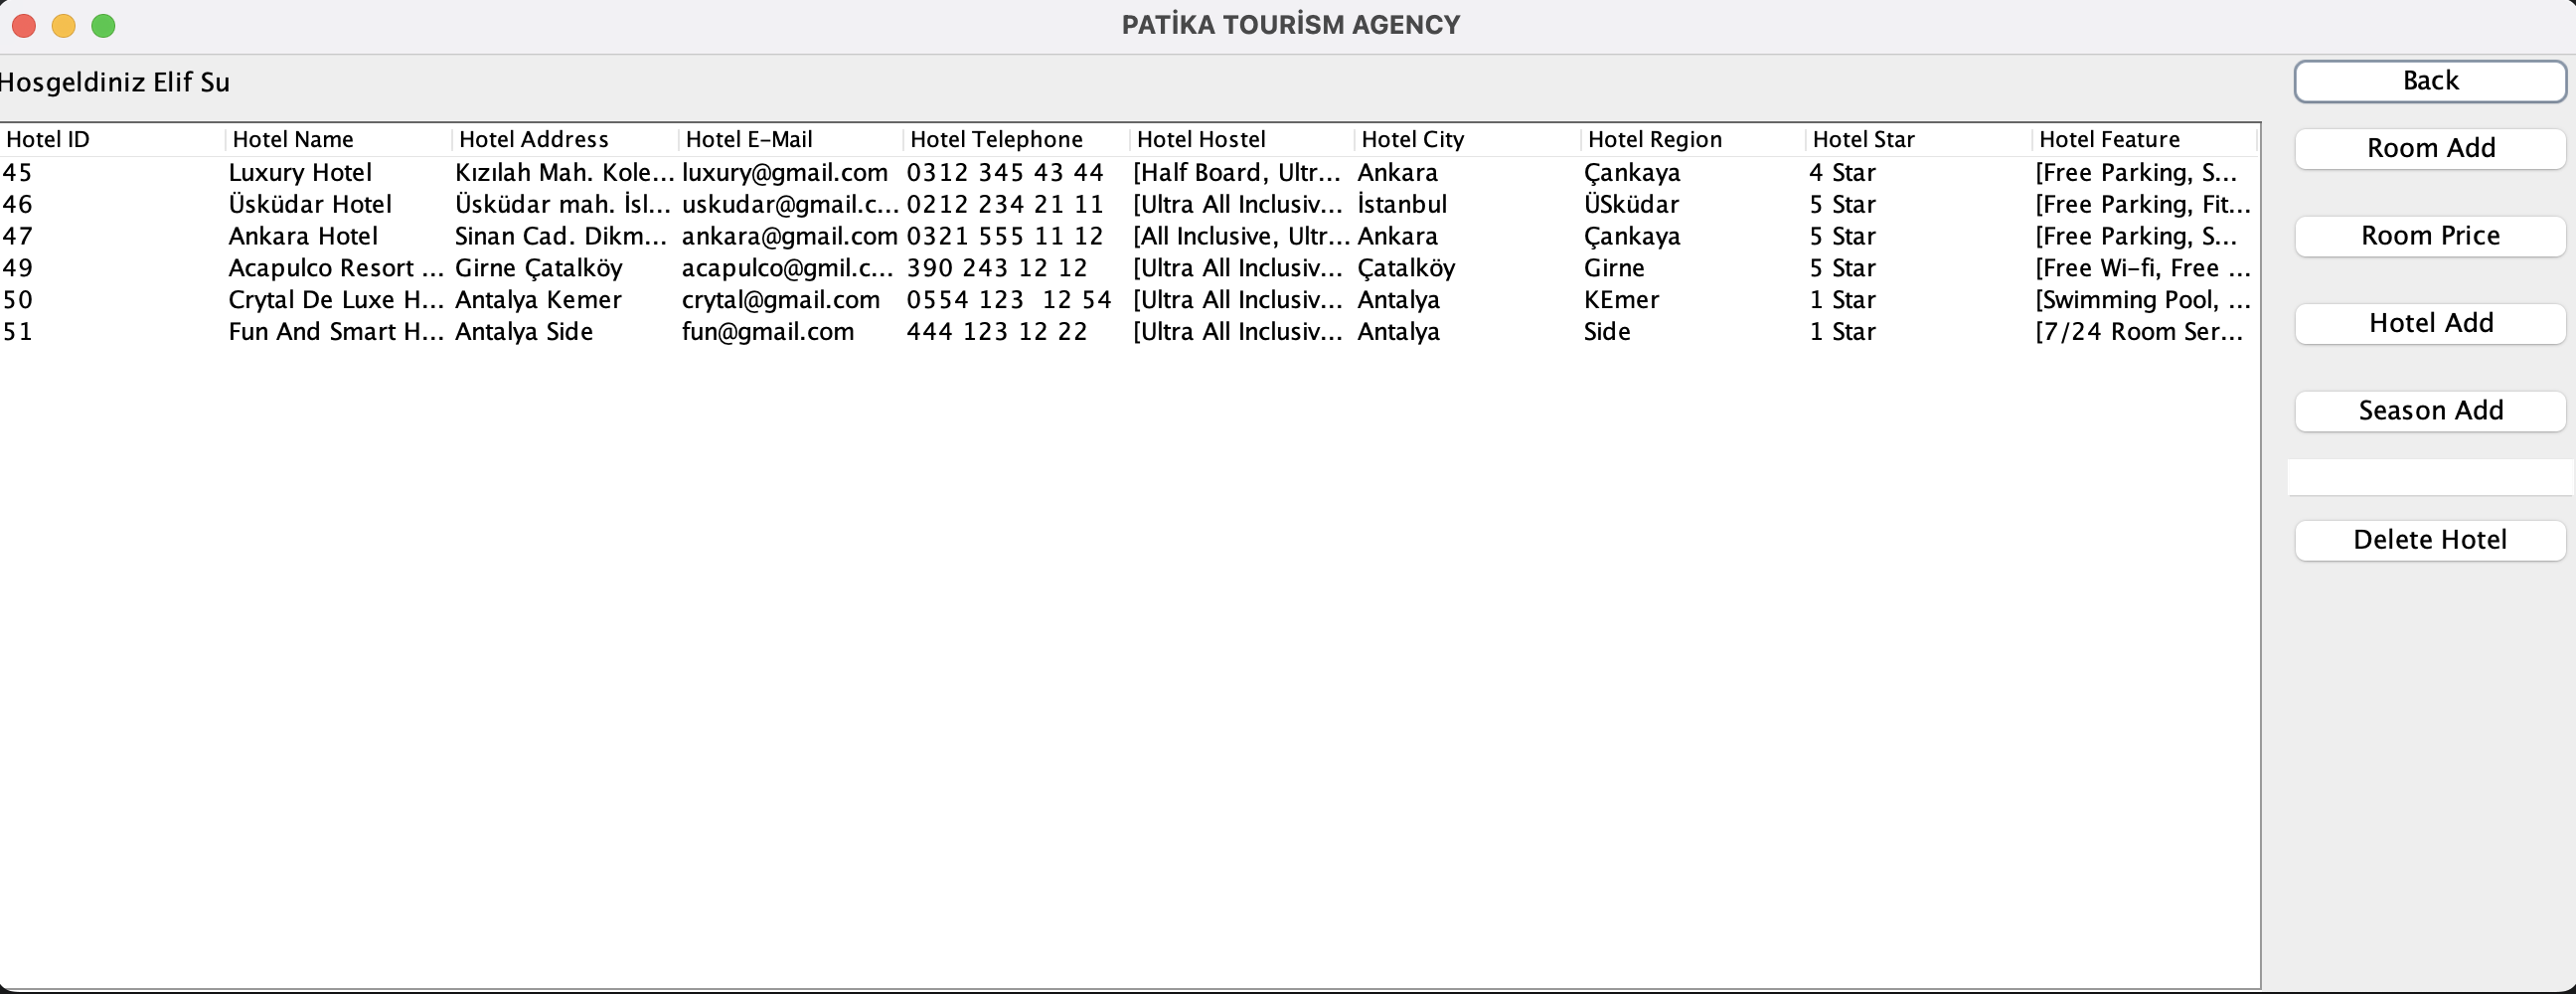 PATİKA TOURİSM AGENCY
Hosgeldiniz Elif Su
Back
Hotel ID Hotel Name Hotel Address Hotel E-Mail Hotel Telephone Hotel Hostel Hotel City Hotel Region Hotel Star Hotel Feature
45 Luxury Hotel Kızılah Mah. Kole... luxury@gmail.com 0312 345 43 44 [Half Board, Ultr... Ankara Çankaya 4 Star [Free Parking, S...
46 Üsküdar Hotel Üsküdar mah. İsl... uskudar@gmail.c... 0212 234 21 11 [Ultra All Inclusiv... İstanbul ÜSküdar 5 Star [Free Parking, Fit...
47 Ankara Hotel Sinan Cad. Dikm... ankara@gmail.com 0321 555 11 12 [All Inclusive, Ultr... Ankara Çankaya 5 Star [Free Parking, S...
49 Acapulco Resort ... Girne Çatalköy acapulco@gmil.c... 390 243 12 12 [Ultra All Inclusiv... Çatalköy Girne 5 Star [Free Wi-fi, Free ...
50 Crytal De Luxe H... Antalya Kemer crytal@gmail.com 0554 123  12 54 [Ultra All Inclusiv... Antalya KEmer 1 Star [Swimming Pool, ...
51 Fun And Smart H... Antalya Side fun@gmail.com 444 123 12 22 [Ultra All Inclusiv... Antalya Side 1 Star [7/24 Room Ser...
Room Add
Room Price
Hotel Add
Season Add
Delete Hotel